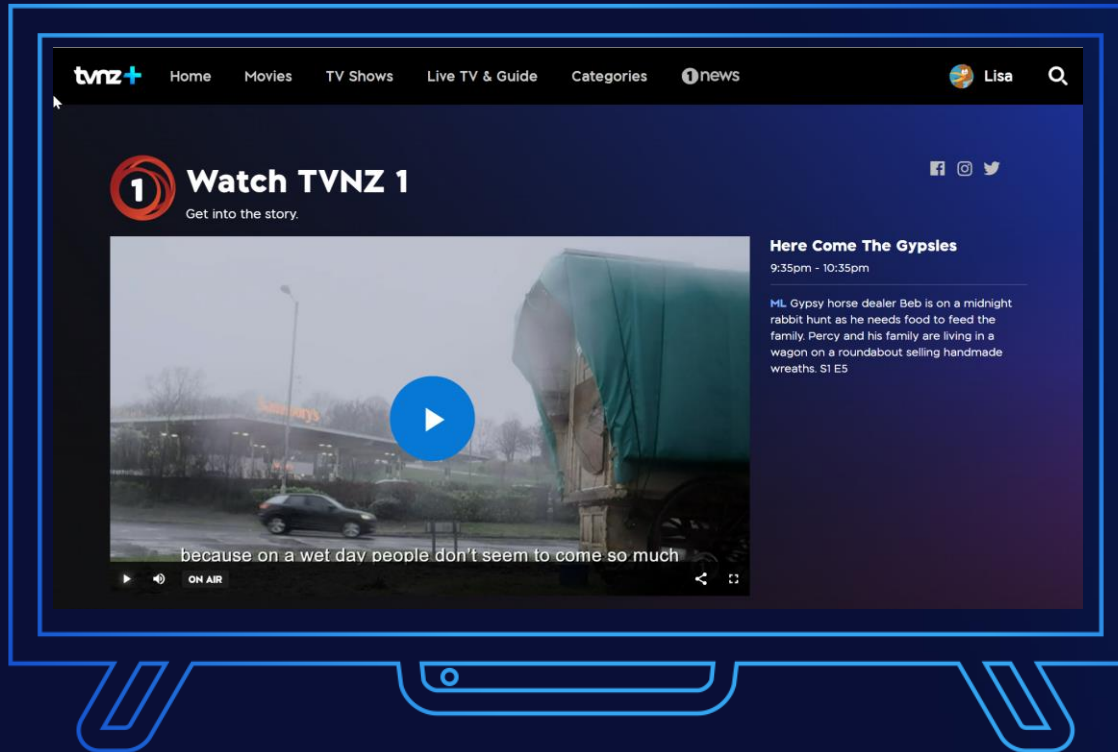 tvnz+ Home Movies TV Shows Live TV & Guide Categories 1news Lisa
1 Watch TVNZ 1
Get into the story.
Here Come The Gypsies
9:35pm - 10:35pm
ML Gypsy horse dealer Beb is on a midnight
rabbit hunt as he needs food to feed the
family. Percy and his family are living in a
wagon on a roundabout selling handmade
wreaths. S1 E5
Sainsbury's
because on a wet day people don't seem to come so much
ON AIR